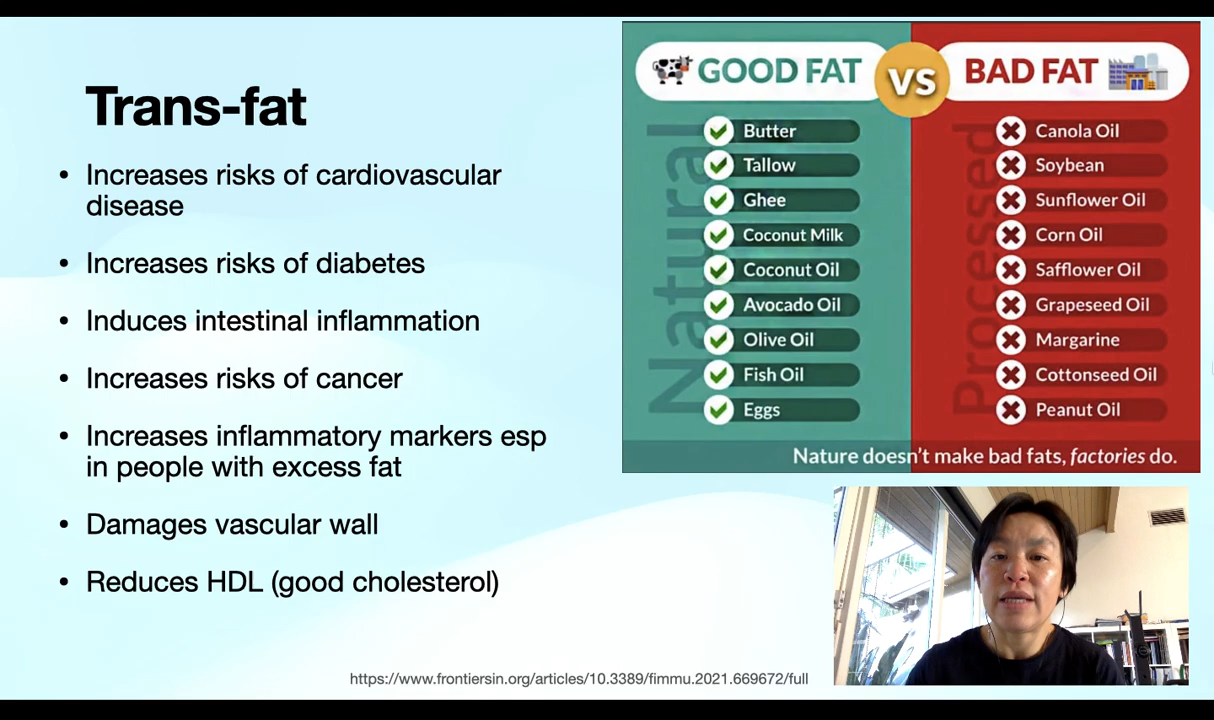 Trans-fat
• Increases risks of cardiovascular
disease
• Increases risks of diabetes
• Induces intestinal inflammation
• Increases risks of cancer
• Increases inflammatory markers esp
in people with excess fat
• Damages vascular wall
• Reduces HDL (good cholesterol)
https://www.frontiersin.org/articles/10.3389/fimmu.2021.669672/full
GOOD FAT VS BAD FAT
Natural
Butter
Tallow
Ghee
Coconut Milk
Coconut Oil
Avocado Oil
Olive Oil
Fish Oil
Eggs
Processed
Canola Oil
Soybean
Sunflower Oil
Corn Oil
Safflower Oil
Grapeseed Oil
Margarine
Cottonseed Oil
Peanut Oil
Nature doesn't make bad fats, factories do.